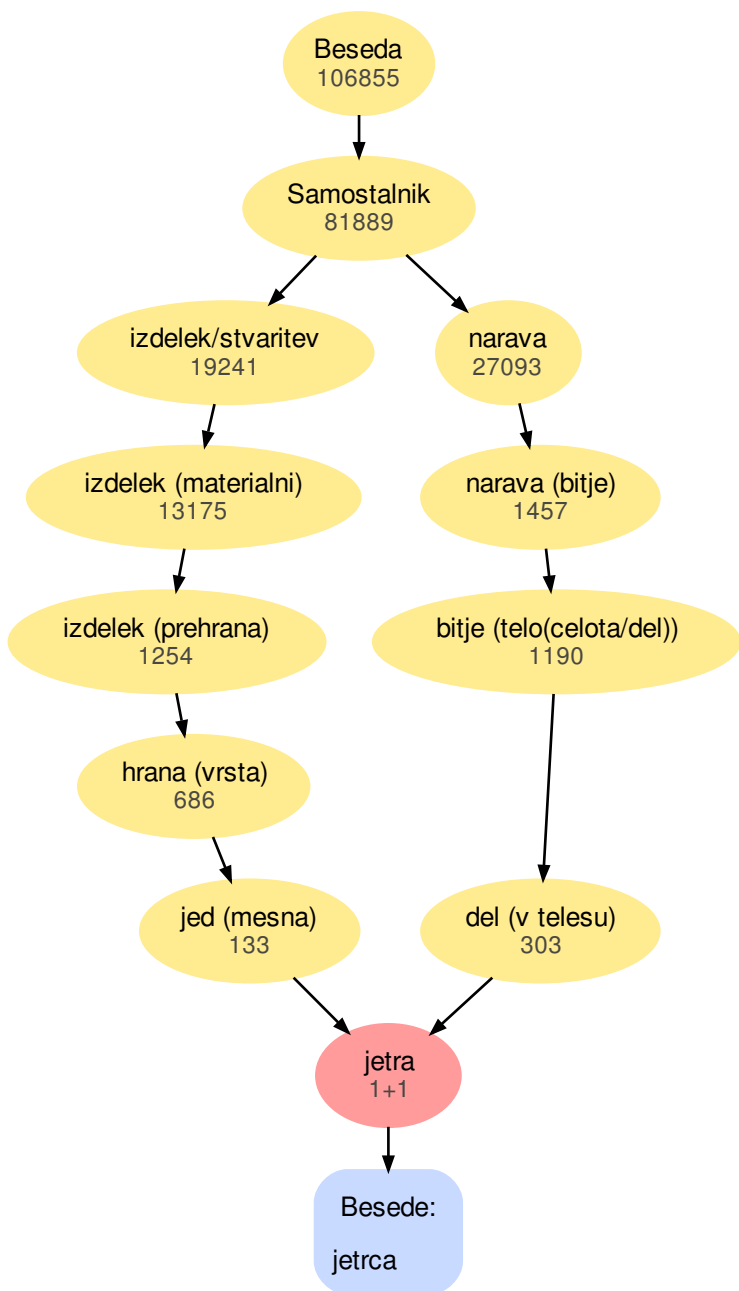 Beseda
106855
Samostalnik
81889
izdelek/stvaritev
19241
narava
27093
izdelek (materialni)
13175
narava (bitje)
1457
izdelek (prehrana)
1254
bitje (telo(celota/del))
1190
hrana (vrsta)
686
jed (mesna)
133
del (v telesu)
303
jetra
1+1
Besede:
jetrca